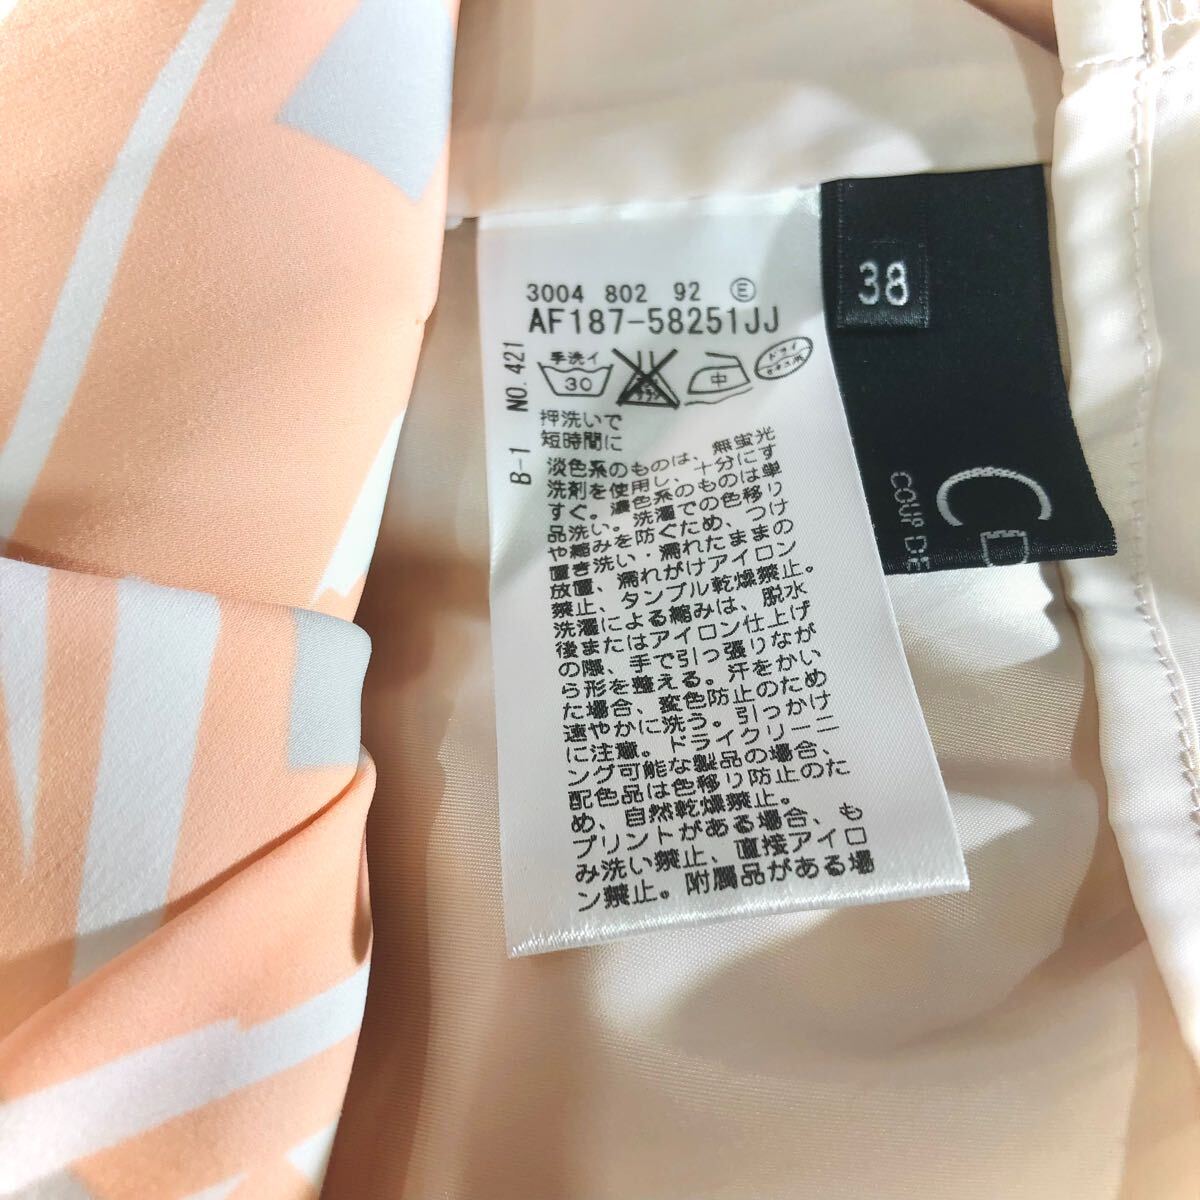 3004 802 92 Ⓔ
AF187-58251JJ
NO.421
B-1
手洗イ
30
中
ドライ
押洗いで
短時間に
淡色系のものは、無蛍光
洗剤を使用し、十分にす
すぐ。濃色系のものは単
品洗い。洗濯での色移り
や縮みを防ぐため、つけ
置き洗い・濡れたままの
放置、濡れがけアイロン
禁止、タンブル乾燥禁止。
洗濯による縮みは、脱水
後またはアイロン仕上げ
の際、手で引っ張りなが
ら形を整える。汗をかい
た場合、変色防止のため
速やかに洗う。引っかけ
に注意。ドライクリーニ
ング可能な製品の場合、
配色品は色移り防止のた
め、自然乾燥禁止。
プリントがある場合、も
み洗い禁止、直接アイロ
ン禁止。附属品がある場
38
COUP DE